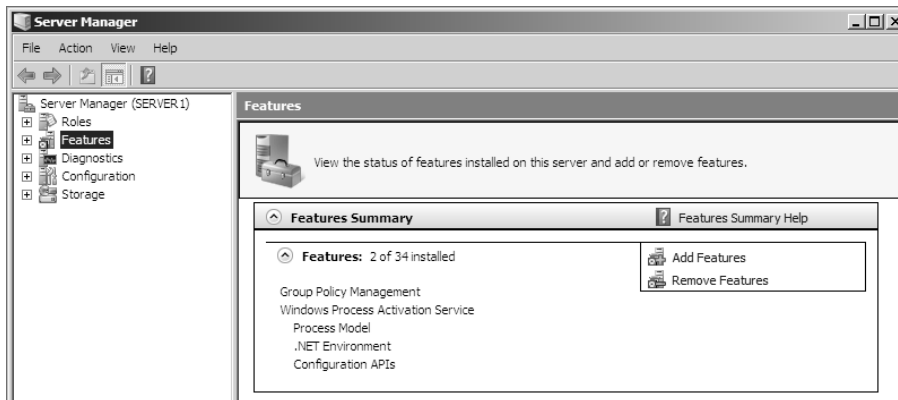 Server Manager
File Action View Help
Server Manager (SERVER1)
Roles
Features
Diagnostics
Configuration
Storage
Features
View the status of features installed on this server and add or remove features.
Features Summary
Features Summary Help
Features: 2 of 34 installed
Add Features
Remove Features
Group Policy Management
Windows Process Activation Service
Process Model
.NET Environment
Configuration APIs